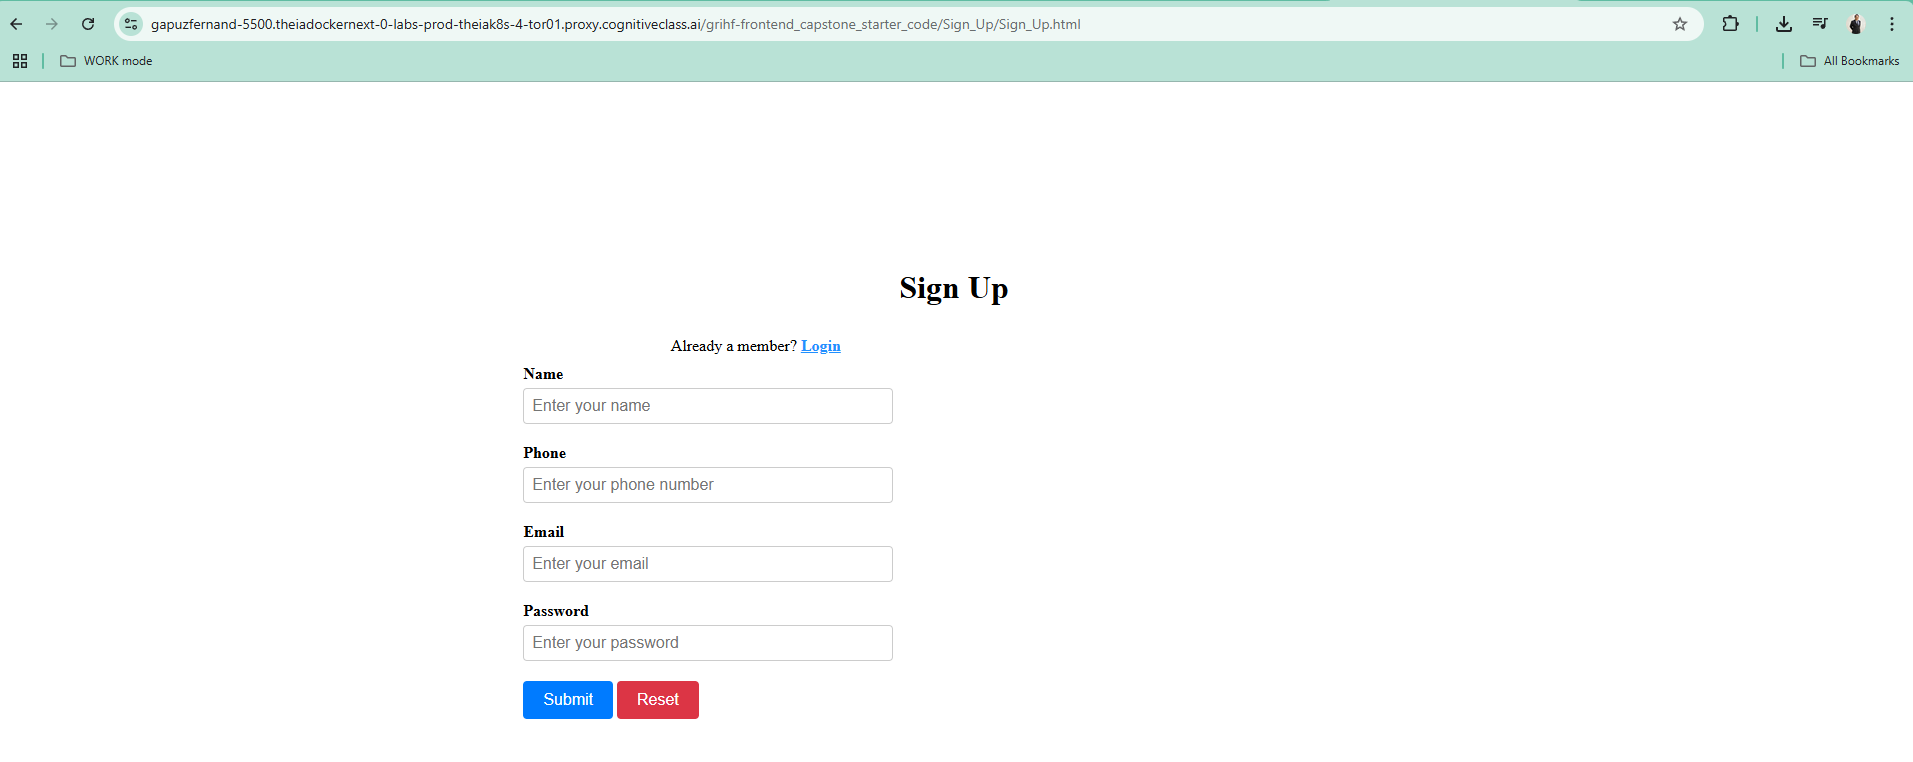 gapuzfernand-5500.theiadockernext-0-labs-prod-theiak8s-4-tor01.proxy.cognitiveclass.ai/grihf-frontend_capstone_starter_code/Sign_Up/Sign_Up.html
WORK mode
All Bookmarks
Sign Up
Already a member? Login
Name
Enter your name
Phone
Enter your phone number
Email
Enter your email
Password
Enter your password
Submit Reset